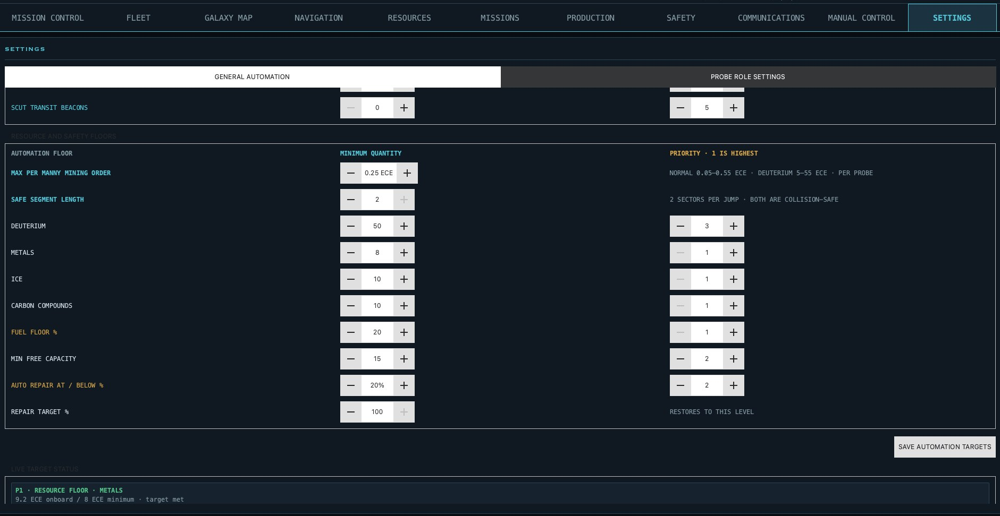 MISSION CONTROL FLEET GALAXY MAP NAVIGATION RESOURCES MISSIONS PRODUCTION SAFETY COMMUNICATIONS MANUAL CONTROL SETTINGS
SETTINGS
GENERAL AUTOMATION PROBE ROLE SETTINGS
SCUT TRANSIT BEACONS — 0 + — 5 +
RESOURCE AND SAFETY FLOORS
AUTOMATION FLOOR MINIMUM QUANTITY PRIORITY · 1 IS HIGHEST
MAX PER MANNY MINING ORDER — 0.25 ECE + NORMAL 0.05–0.55 ECE · DEUTERIUM 5–55 ECE · PER PROBE
SAFE SEGMENT LENGTH — 2 + 2 SECTORS PER JUMP · BOTH ARE COLLISION–SAFE
DEUTERIUM — 50 + — 3 +
METALS — 8 + — 1 +
ICE — 10 + — 1 +
CARBON COMPOUNDS — 10 + — 1 +
FUEL FLOOR % — 20 + — 1 +
MIN FREE CAPACITY — 15 + — 2 +
AUTO REPAIR AT / BELOW % — 20% + — 2 +
REPAIR TARGET % — 100 + RESTORES TO THIS LEVEL
SAVE AUTOMATION TARGETS
LIVE TARGET STATUS
P1 · RESOURCE FLOOR · METALS
9.2 ECE onboard / 8 ECE minimum · target met